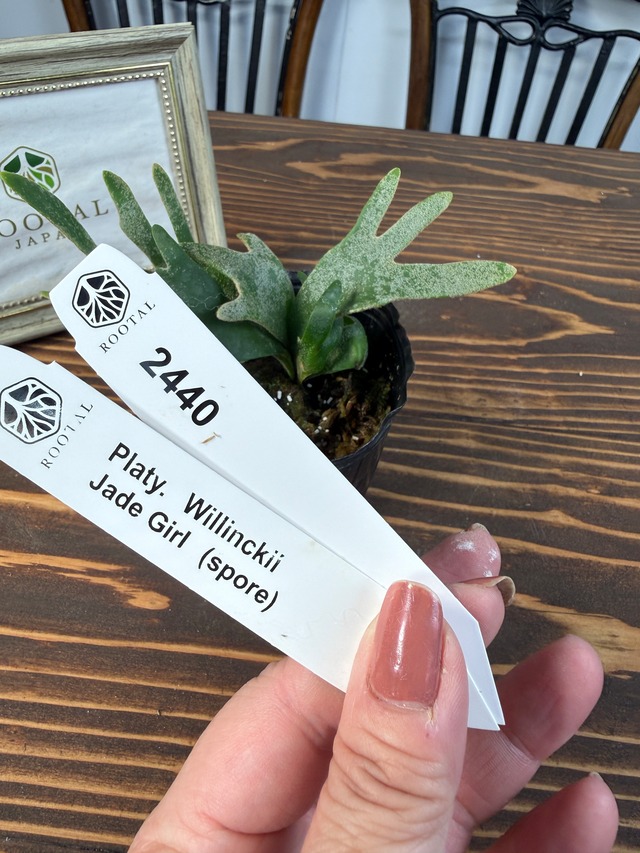 ROOTAL
JAPAN
ROOTAL
2440
ROOTAL
Platy. Willinckii
Jade Girl (spore)